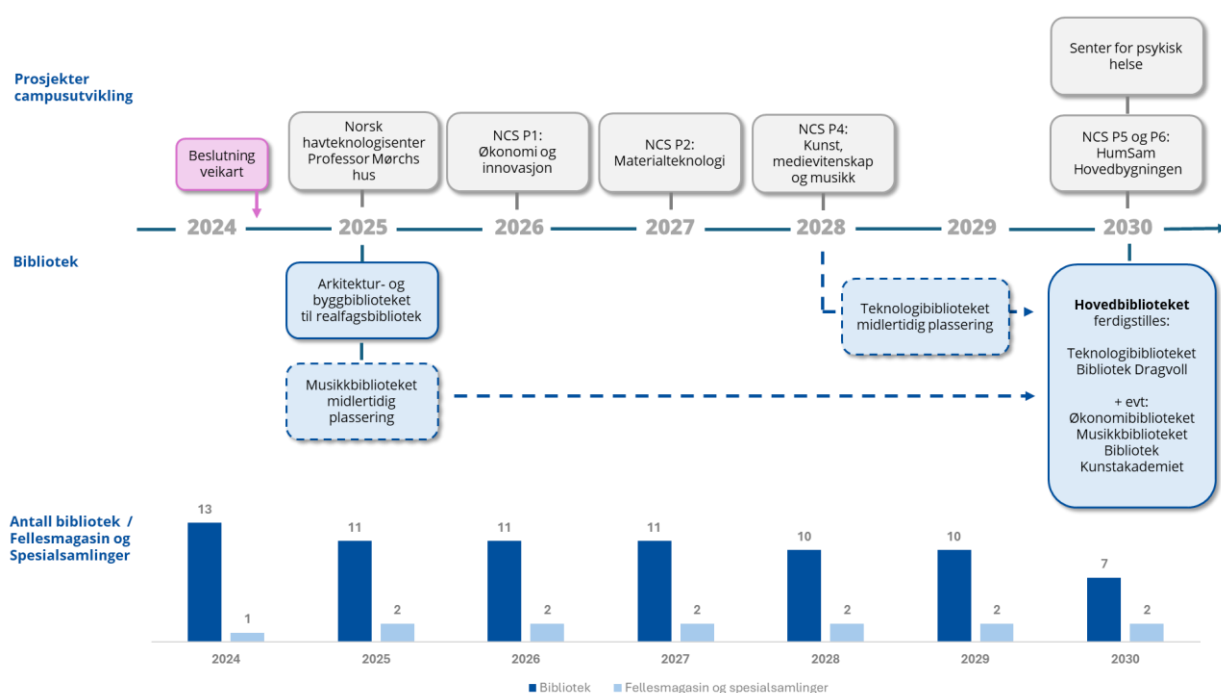 Prosjekter
campusutvikling
Beslutning
veikart
Norsk
havteknologisenter
Professor Mørchs
hus
NCS P1:
Økonomi og
innovasjon
NCS P2:
Materialteknologi
NCS P4:
Kunst,
medievitenskap
og musikk
Senter for psykisk
helse
NCS P5 og P6:
HumSam
Hovedbygningen
2024
2025
2026
2027
2028
2029
2030
Bibliotek
Arkitektur- og
byggbiblioteket
til realfagsbibliotek
Musikkbiblioteket
midlertidig
plassering
Teknologibiblioteket
midlertidig plassering
Hovedbiblioteket
ferdigstilles:
Teknologibiblioteket
Bibliotek Dragvoll
+ evt:
Økonomibiblioteket
Musikkbiblioteket
Bibliotek
Kunstakademiet
Antall bibliotek /
Fellesmagasin og
Spesialsamlinger
13
1
11
2
11
2
11
2
10
2
10
2
7
2
2024
2025
2026
2027
2028
2029
2030
Bibliotek
Fellesmagasin og spesialsamlinger